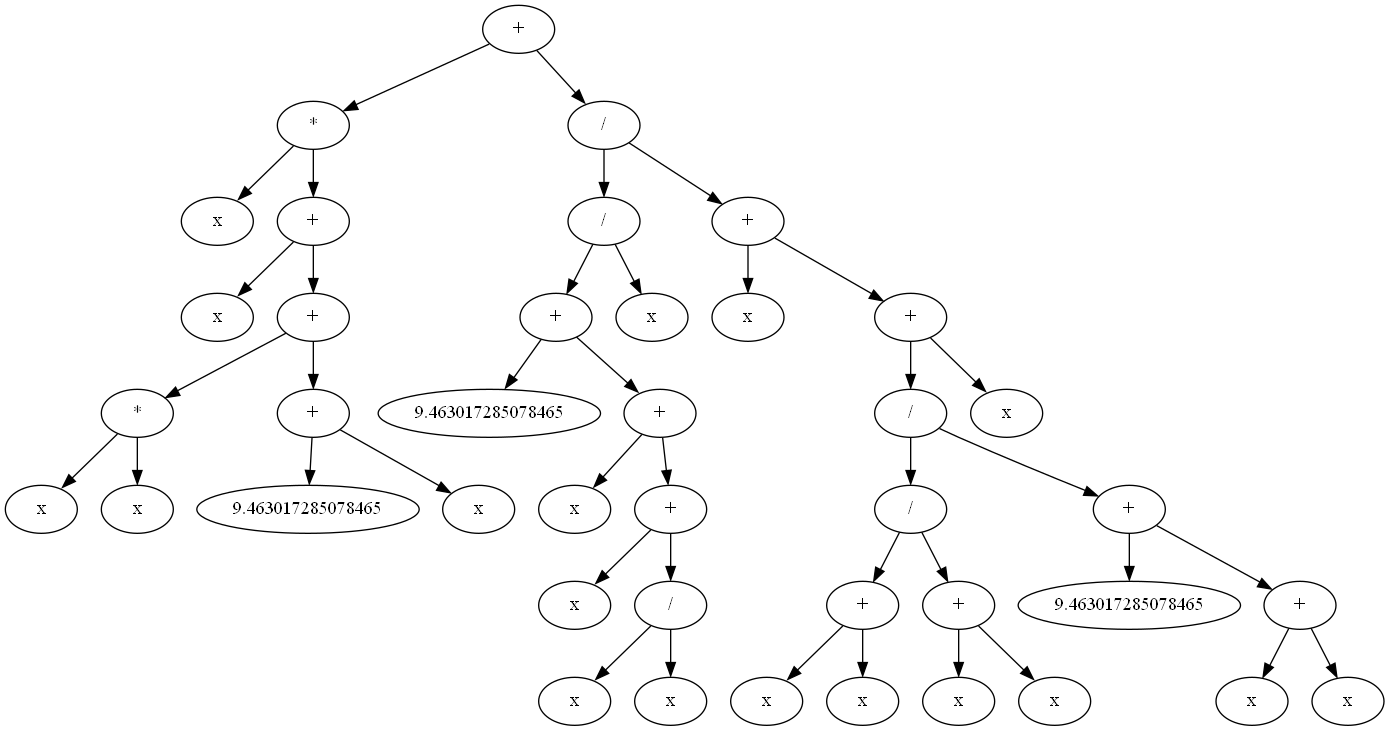 +
* /
x + / +
x + + x x +
* + 9.463017285078465 + / x
x x 9.463017285078465 x x + / +
x / + + 9.463017285078465 +
x x x x x x x x